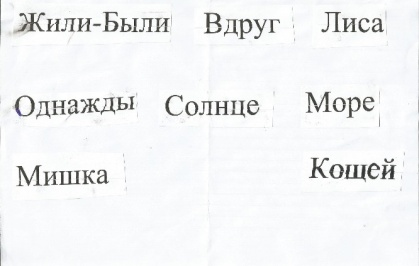 Жили-Были Вдруг Лиса
Однажды Солнце Море
Мишка Кощей